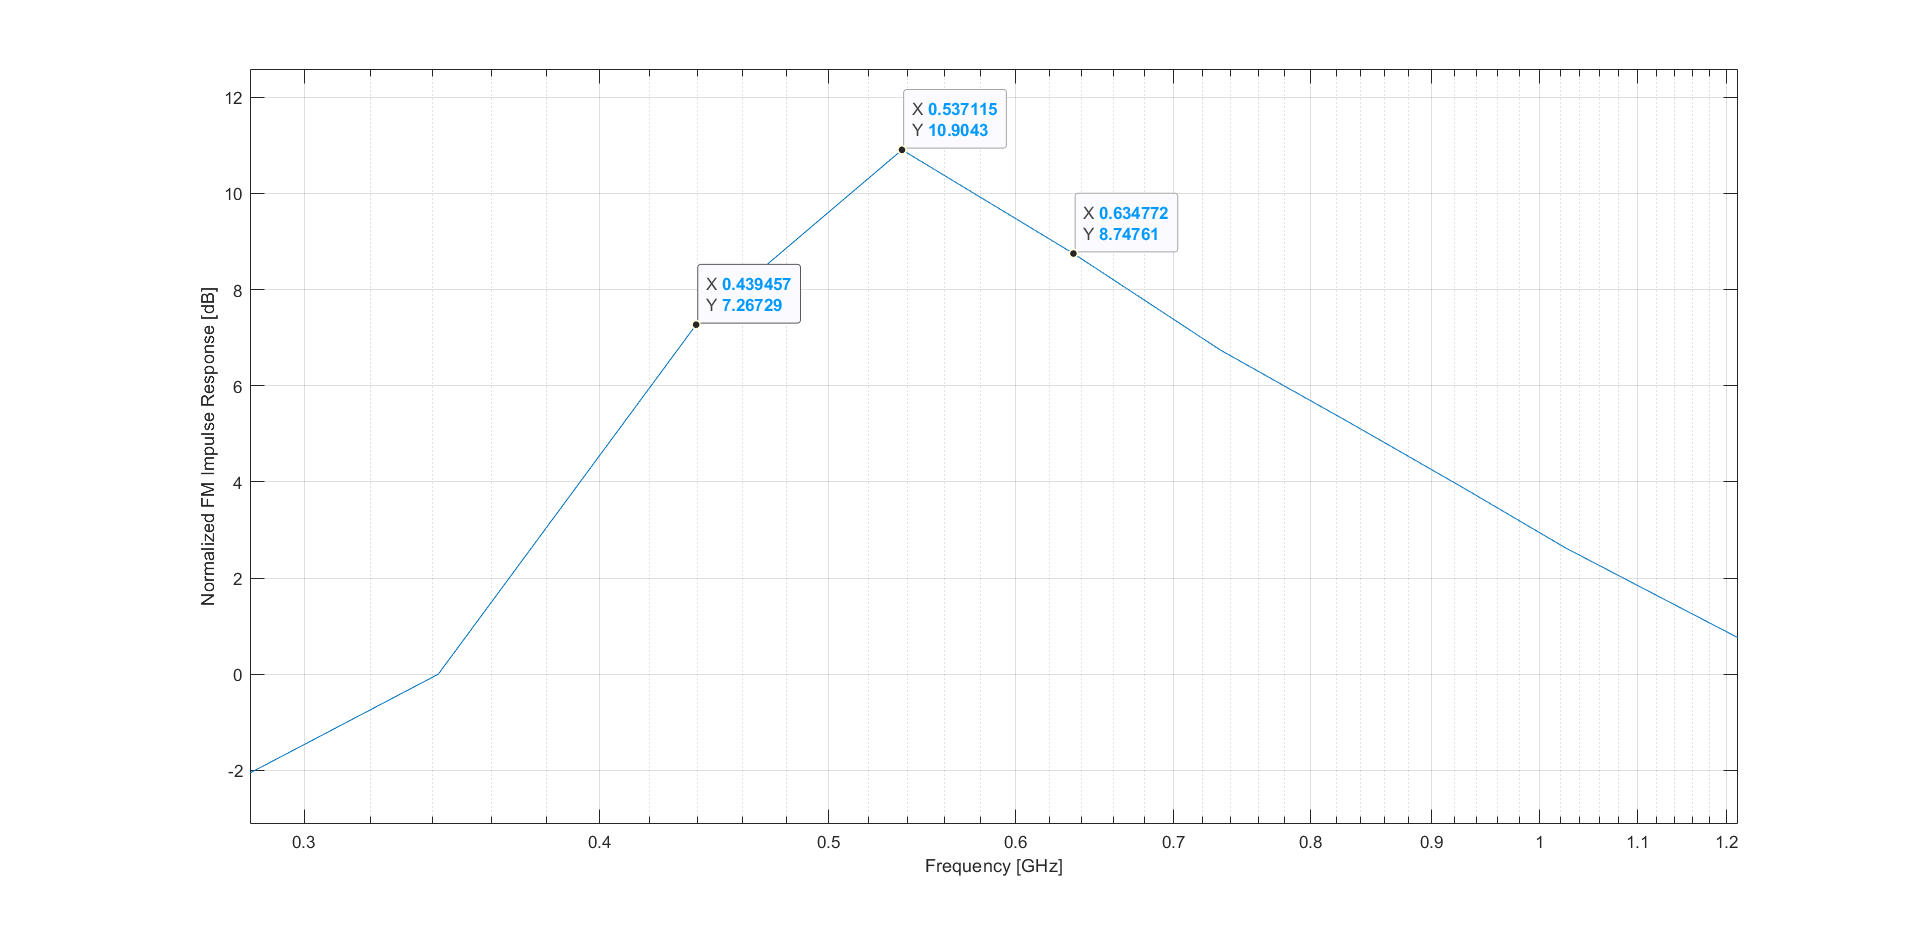 12
10
8
6
4
2
0
-2
Normalized FM Impulse Response [dB]
X 0.537115
Y 10.9043
X 0.634772
Y 8.74761
X 0.439457
Y 7.26729
0.3 0.4 0.5 0.6 0.7 0.8 0.9 1 1.1 1.2
Frequency [GHz]